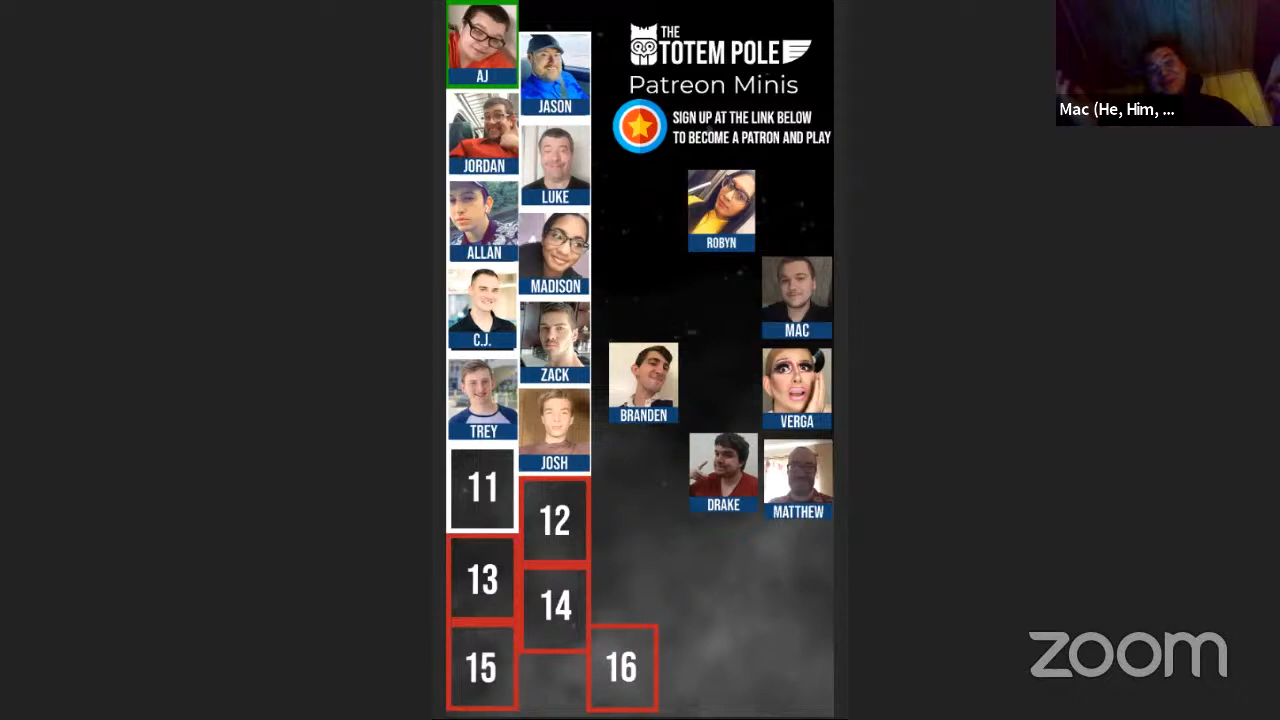 THE
TOTEM POLE
Patreon Minis
SIGN UP AT THE LINK BELOW
TO BECOME A PATRON AND PLAY
AJ
JASON
JORDAN
LUKE
ALLAN
MADISON
C.J.
ZACK
TREY
JOSH
11
12
13
14
15
16
ROBYN
MAC
BRANDEN
VERGA
DRAKE
MATTHEW
Mac (He, Him, ...
zoom